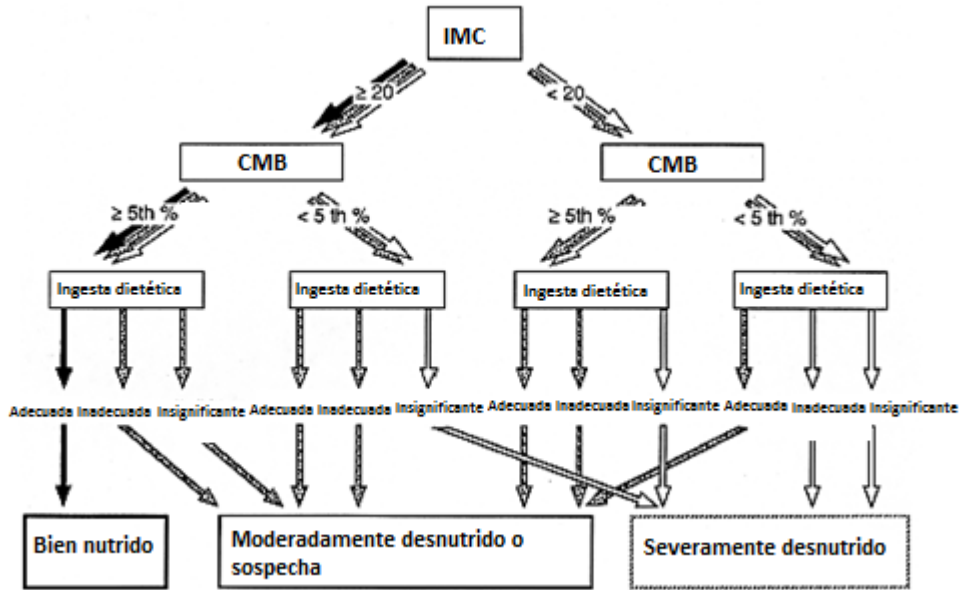 IMC
≥ 20
< 20
CMB
CMB
≥ 5th %
< 5 th %
≥ 5th %
< 5 th %
Ingesta dietética
Ingesta dietética
Ingesta dietética
Ingesta dietética
Adecuada Inadecuada Insignificante Adecuada Inadecuada Insignificante Adecuada Inadecuada Insignificante Adecuada Inadecuada Insignificante
Bien nutrido
Moderadamente desnutrido o
sospecha
Severamente desnutrido